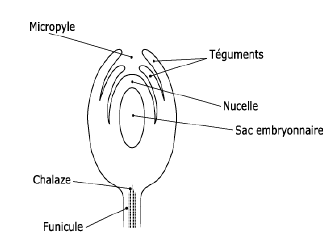 Micropyle
Téguments
Nucelle
Sac embryonnaire
Chalaze
Funicule